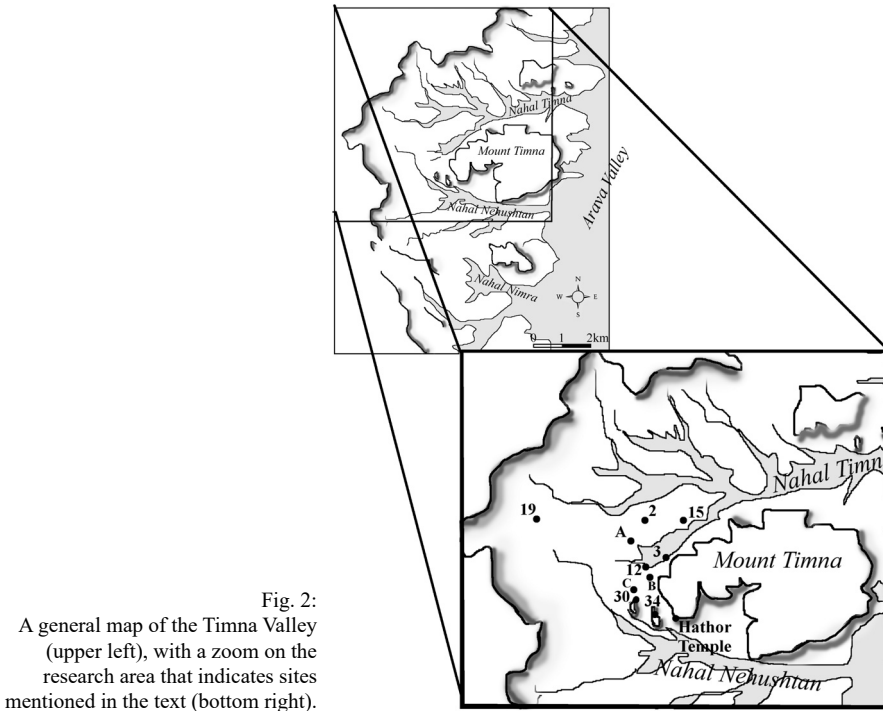 Nahal Timna
Mount Timna
Arava Valley
Nahal Nehushtan
Nahal Nimra
N
W E
S
0 1 2km
Nahal Timn
19
2
15
A
3
12
Mount Timna
B
C
30
34
Hathor
Temple
Nahal Nehushtan
Fig. 2:
A general map of the Timna Valley
(upper left), with a zoom on the
research area that indicates sites
mentioned in the text (bottom right).